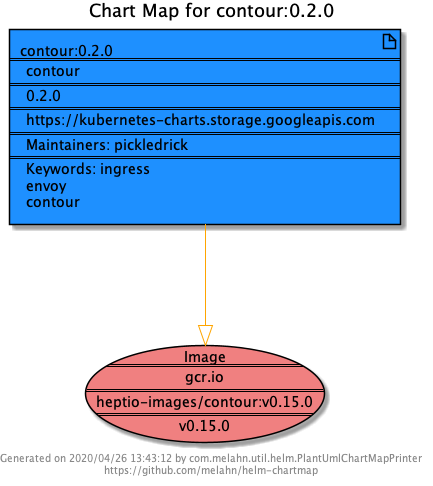 Chart Map for contour:0.2.0
contour:0.2.0
contour
0.2.0
https://kubernetes-charts.storage.googleapis.com
Maintainers: pickledrick
Keywords: ingress
envoy
contour
Image
gcr.io
heptio-images/contour:v0.15.0
v0.15.0
Generated on 2020/04/26 13:43:12 by com.melahn.util.helm.PlantUmlChartMapPrinter
https://github.com/melahn/helm-chartmap